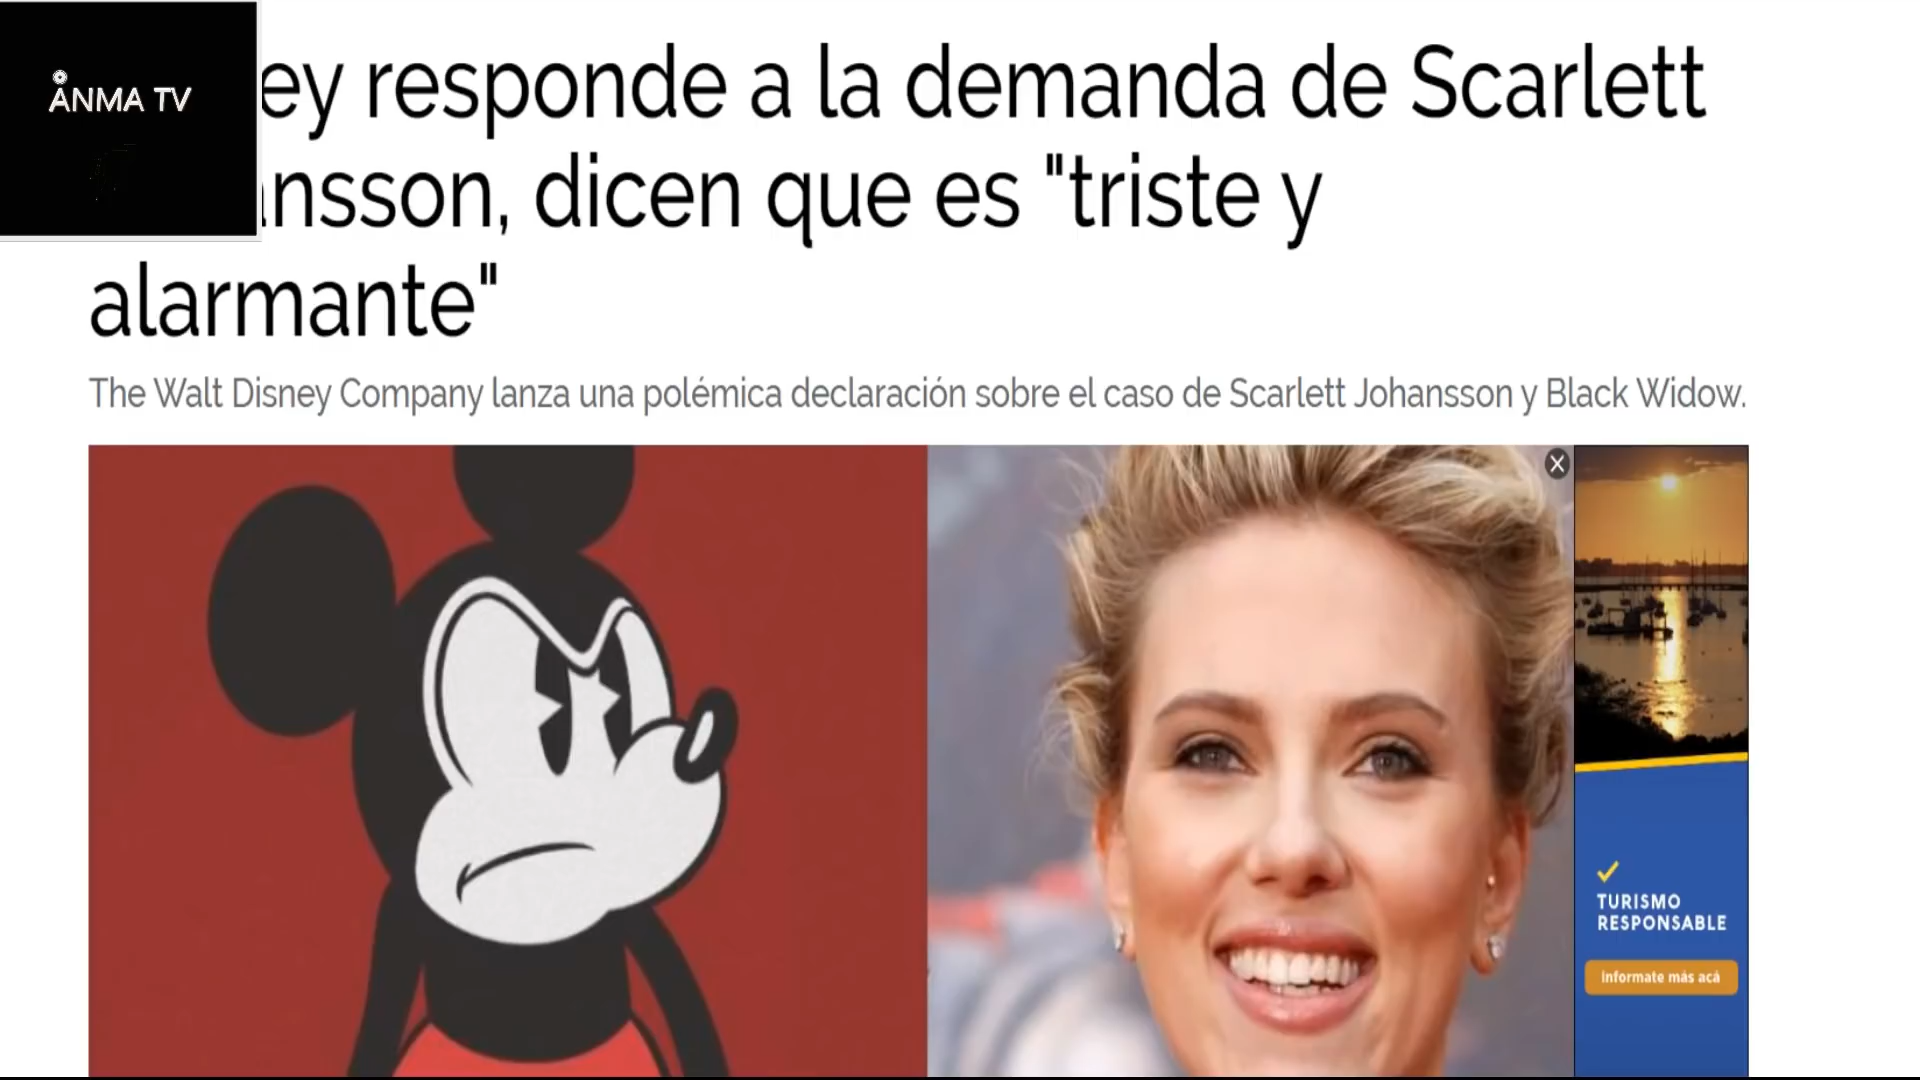 ANMA TV
ey responde a la demanda de Scarlett
ansson, dicen que es "triste y
alarmante"
The Walt Disney Company lanza una polémica declaración sobre el caso de Scarlett Johansson y Black Widow.
X
TURISMO
RESPONSABLE
Informate más acá